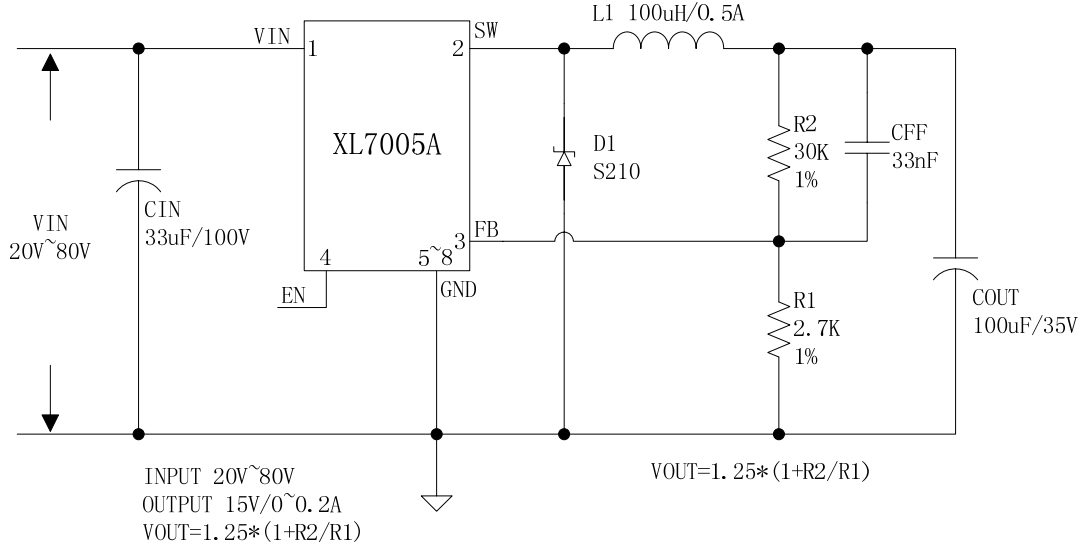 L1 100uH/0.5A
VIN
1
2
SW
XL7005A
D1
S210
R2
30K
1%
CFF
33nF
CIN
33uF/100V
VIN
20V~80V
3
FB
4
5~8
EN
GND
R1
2.7K
1%
COUT
100uF/35V
INPUT 20V~80V
OUTPUT 15V/0~0.2A
VOUT=1.25*(1+R2/R1)
VOUT=1.25*(1+R2/R1)